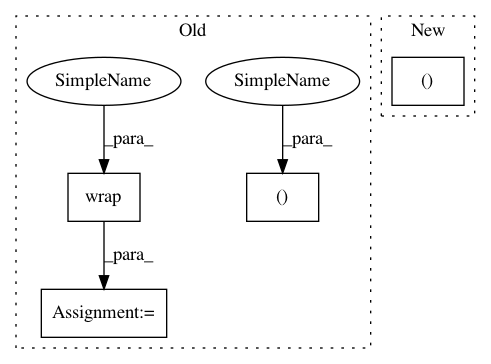 Old
New
SimpleName
SimpleName
()
_para_
_para_
wrap
()
_para_
Assignment:=